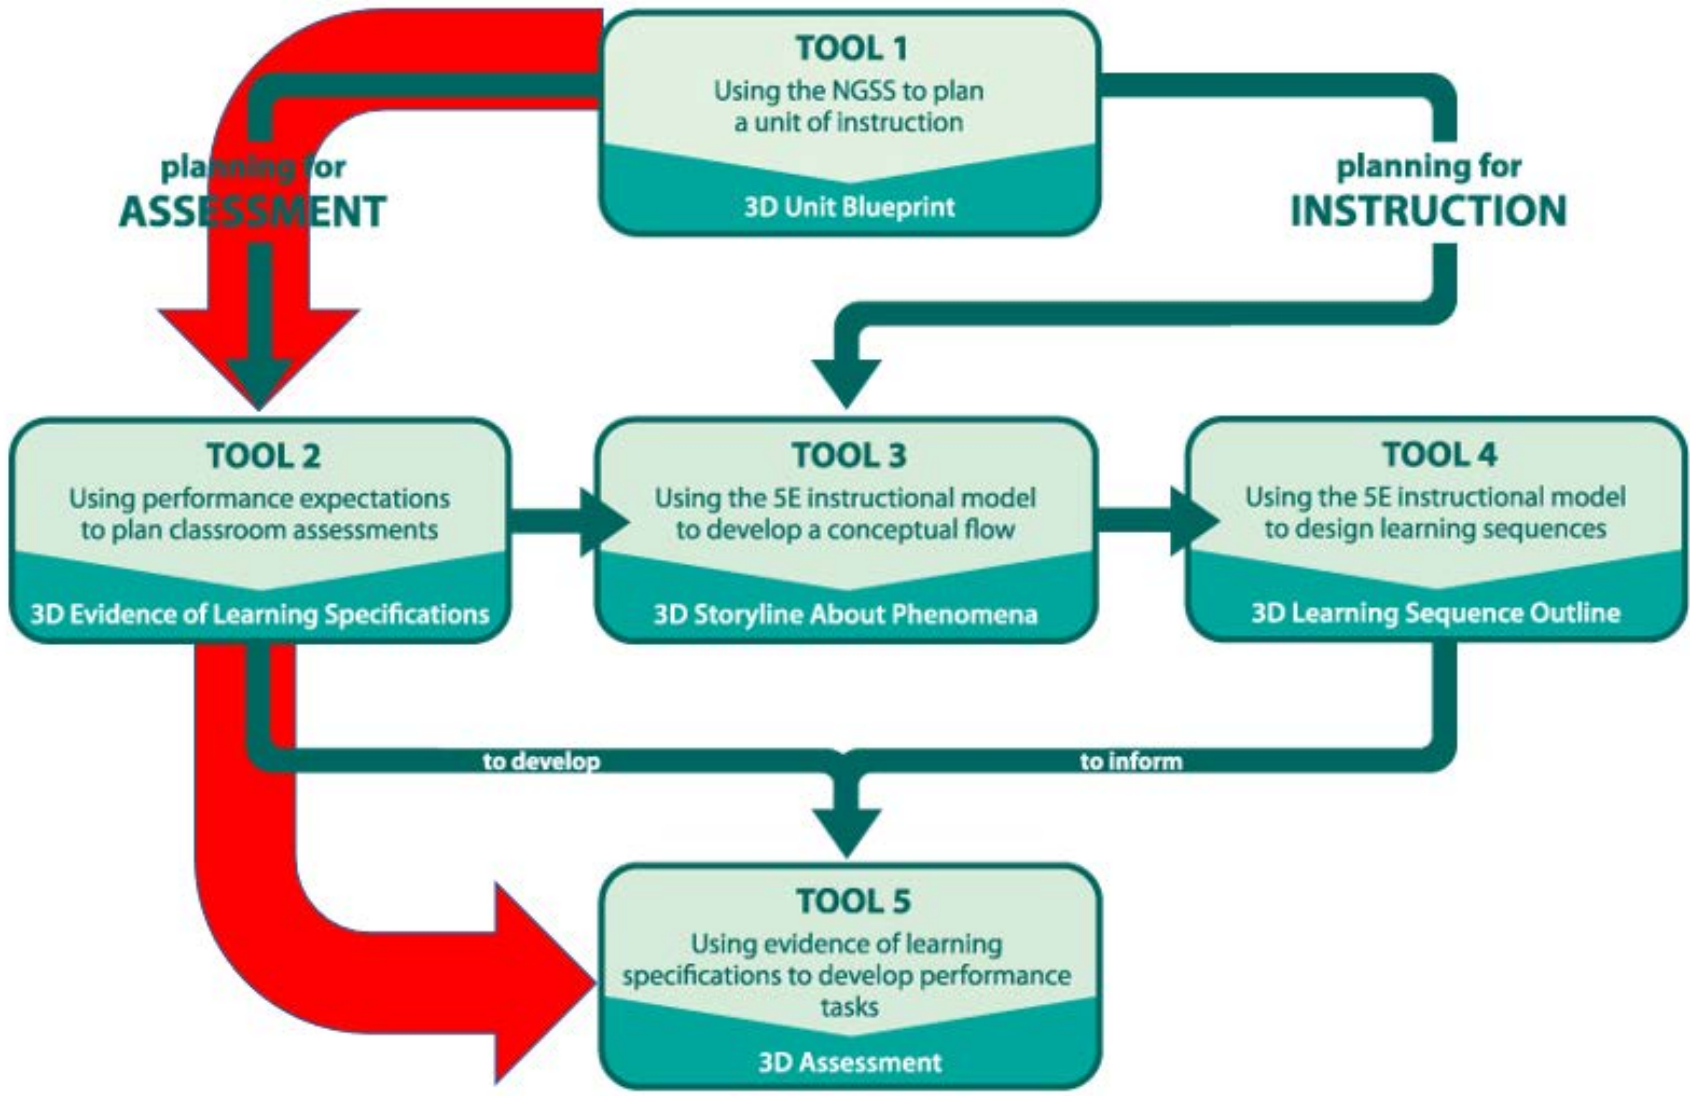 TOOL 1
Using the NGSS to plan
a unit of instruction
3D Unit Blueprint
planning for
ASSESSMENT
planning for
INSTRUCTION
TOOL 2
Using performance expectations
to plan classroom assessments
3D Evidence of Learning Specifications
TOOL 3
Using the 5E instructional model
to develop a conceptual flow
3D Storyline About Phenomena
TOOL 4
Using the 5E instructional model
to design learning sequences
3D Learning Sequence Outline
to develop
to inform
TOOL 5
Using evidence of learning
specifications to develop performance
tasks
3D Assessment